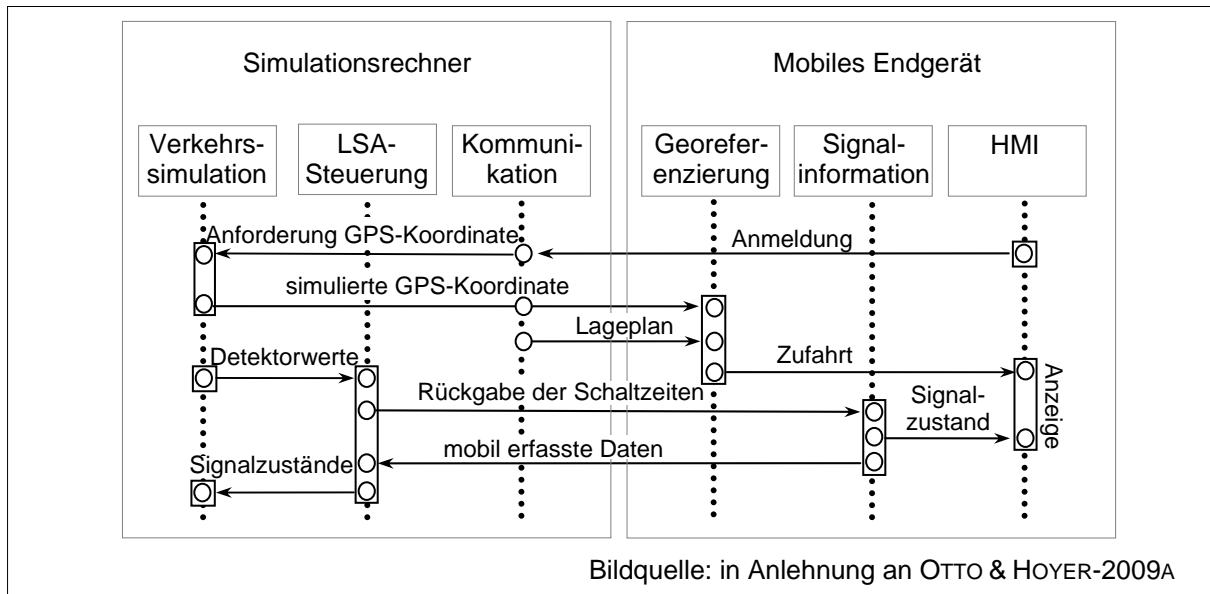 Simulationsrechner
Mobiles Endgerät
Verkehrs-
simulation
LSA-
Steuerung
Kommuni-
kation
Georefer-
enzierung
Signal-
information
HMI
Anforderung GPS-Koordinate
Anmeldung
simulierte GPS-Koordinate
Lageplan
Detektorwerte
Zufahrt
Rückgabe der Schaltzeiten
Signal-
zustand
Anzeige
mobil erfasste Daten
Signalzustände
Bildquelle: in Anlehnung an OTTO & HOYER-2009A